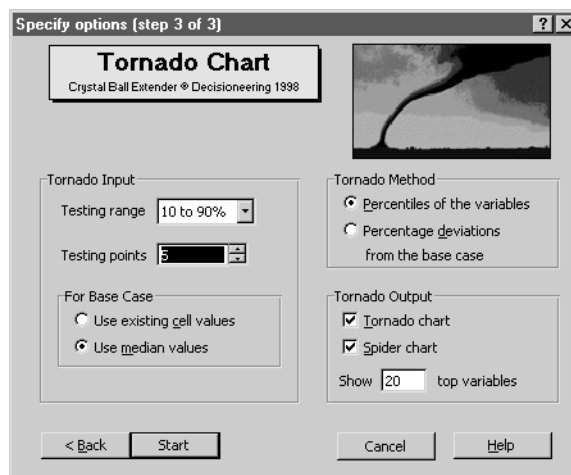 Specify options (step 3 of 3)
Tornado Chart
Crystal Ball Extender ® Decisioneering 1998
Tornado Input
Testing range 10 to 90%
Testing points 5
For Base Case
Use existing cell values
Use median values
Tornado Method
Percentiles of the variables
Percentage deviations
from the base case
Tornado Output
Tornado chart
Spider chart
Show 20 top variables
< Back
Start
Cancel
Help